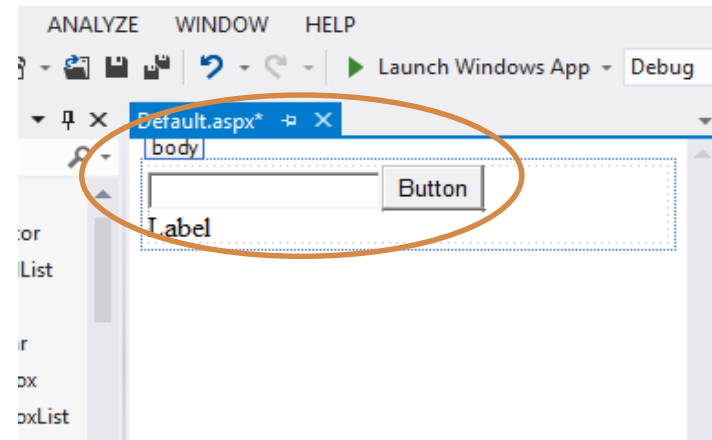 ANALYZE WINDOW HELP
Launch Windows App Debug
Default.aspx*
body
Button
Label
tor
lList
r
ox
oxList